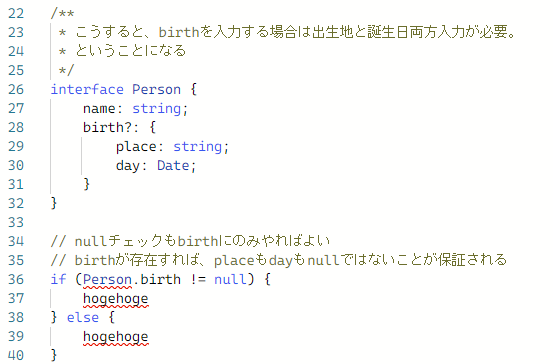 22 /**
23  * こうすると、birthを入力する場合は出生地と誕生日両方入力が必要。
24  * ということになる
25  */
26 interface Person {
27     name: string;
28     birth?: {
29         place: string;
30         day: Date;
31     }
32 }
33
34 // nullチェックもbirthにのみやればよい
35 // birthが存在すれば、placeもdayもnullではないことが保証される
36 if (Person.birth != null) {
37     hogehoge
38 } else {
39     hogehoge
40 }